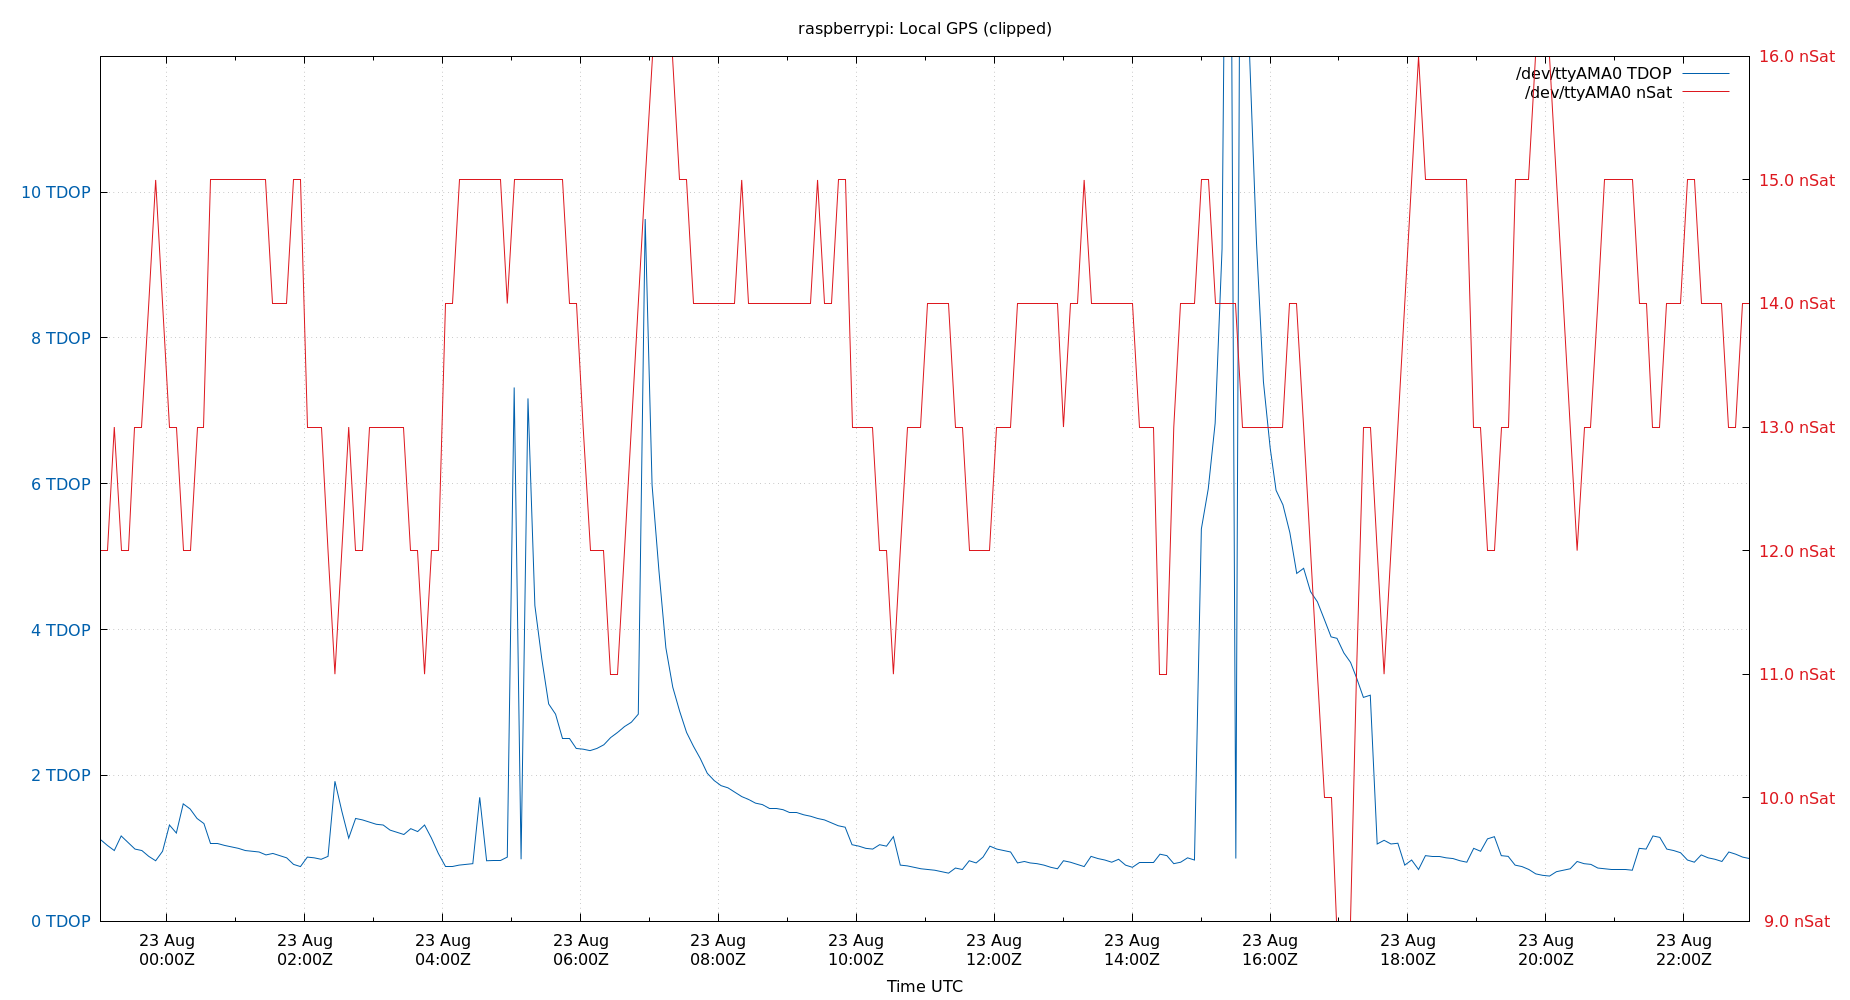 raspberrypi: Local GPS (clipped)
16.0 nSat
/dev/ttyAMA0 TDOP
/dev/ttyAMA0 nSat
10 TDOP
15.0 nSat
14.0 nSat
8 TDOP
13.0 nSat
6 TDOP
12.0 nSat
4 TDOP
11.0 nSat
2 TDOP
10.0 nSat
0 TDOP
9.0 nSat
23 Aug 23 Aug 23 Aug 23 Aug 23 Aug 23 Aug 23 Aug 23 Aug 23 Aug 23 Aug 23 Aug 23 Aug
00:00Z 02:00Z 04:00Z 06:00Z 08:00Z 10:00Z 12:00Z 14:00Z 16:00Z 18:00Z 20:00Z 22:00Z
Time UTC